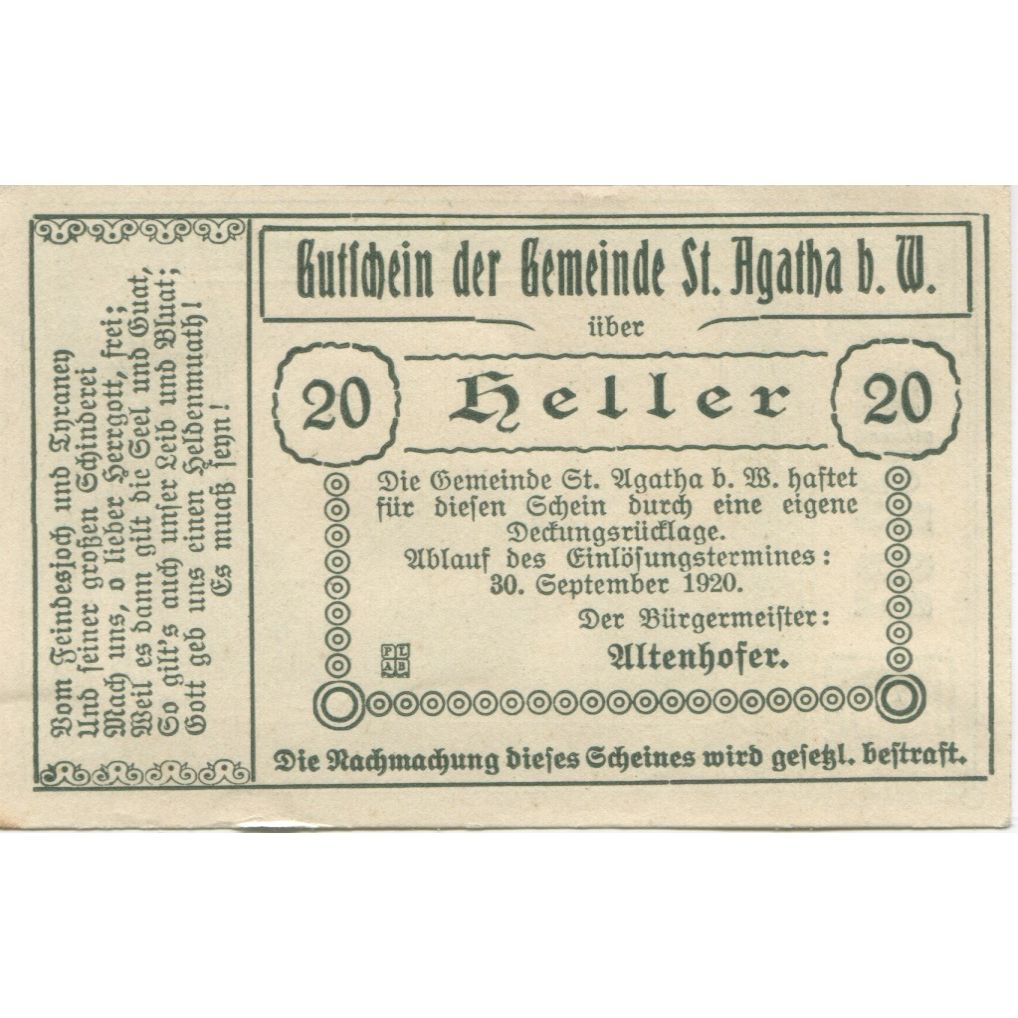 Gutschein der Gemeinde St. Agatha b. W.
über
20 Heller 20
Die Gemeinde St. Agatha b. W. haftet
für diesen Schein durch eine eigene
Deckungsrücklage.
Ablauf des Einlösungstermines:
30. September 1920.
Der Bürgermeister:
Altenhofer.
PL
AB
Die Nachmachung dieses Scheines wird gesetzl. bestraft.
Vom Feindesjoch und Tyraney
Und seiner großen Schinderei
Mach uns, o lieber Herrgott, frei;
Weil es dann gilt die Seel und Guat,
So gilt's auch unser Leib und Bluat;
Gott geb uns einen Heldenmuath!
Es muaß seyn!